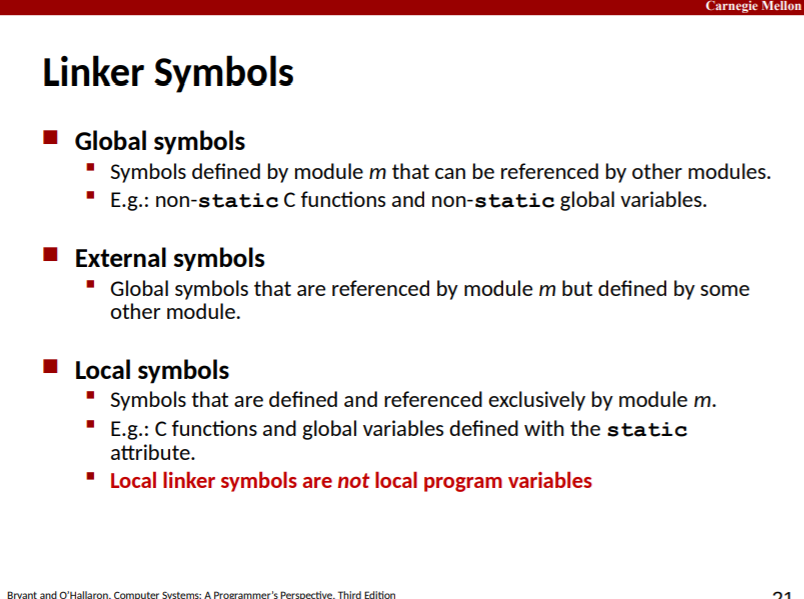 Carnegie Mellon
Linker Symbols
Global symbols
Symbols defined by module m that can be referenced by other modules.
E.g.: non-static C functions and non-static global variables.
External symbols
Global symbols that are referenced by module m but defined by some
other module.
Local symbols
Symbols that are defined and referenced exclusively by module m.
E.g.: C functions and global variables defined with the static
attribute.
Local linker symbols are not local program variables
Bryant and O'Hallaron, Computer Systems: A Programmer's Perspective, Third Edition
21